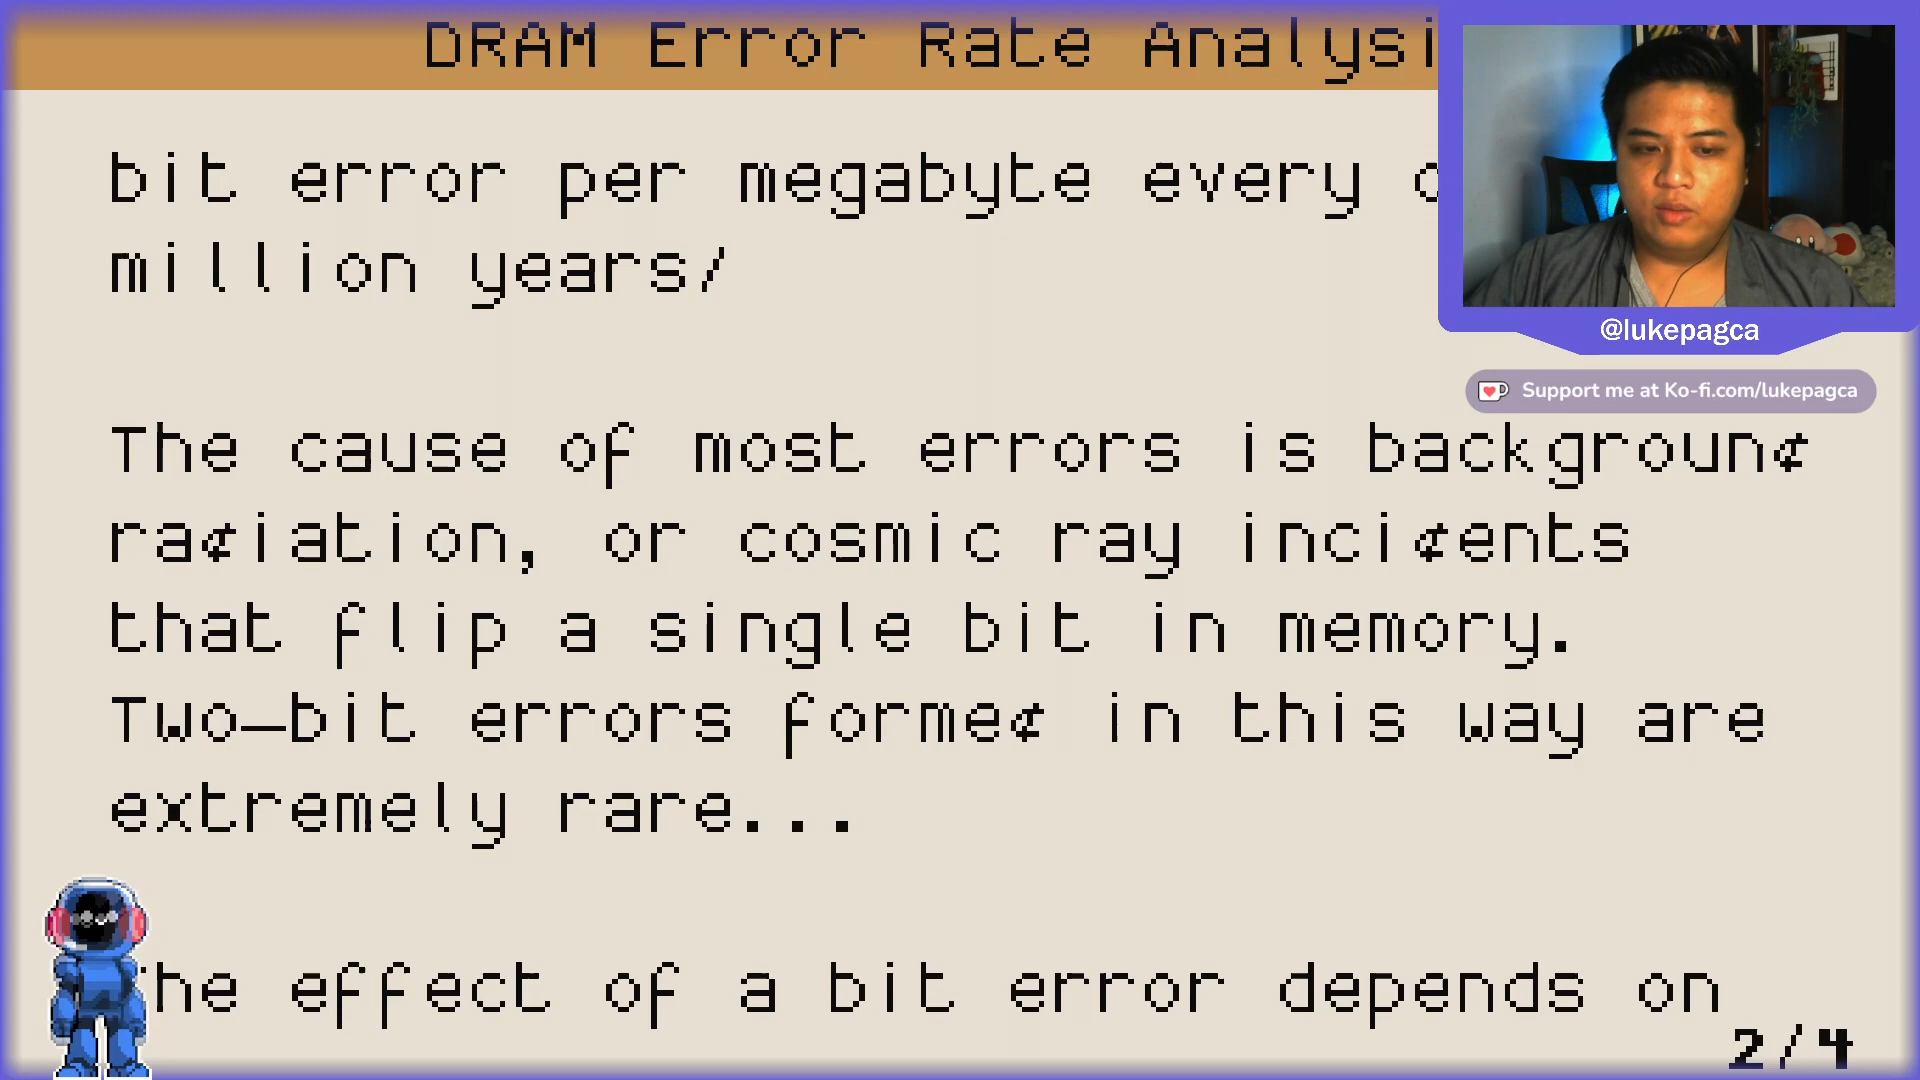 DRAM Error Rate Analysi
bit error per megabyte every
million years/
The cause of most errors is backgroun¢
ra¢iation, or cosmic ray inci¢ents
that flip a single bit in memory.
Two—bit errors forme¢ in this way are
extremely rare...
he effect of a bit error depends on
2/4
@lukepagca
Support me at Ko-fi.com/lukepagca